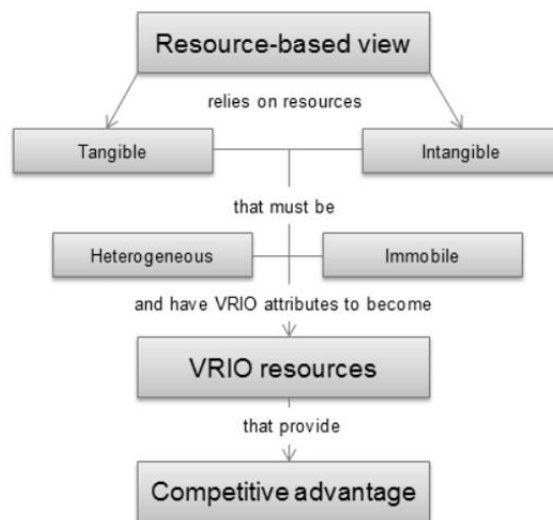 Resource-based view
relies on resources
Tangible
Intangible
that must be
Heterogeneous
Immobile
and have VRIO attributes to become
VRIO resources
that provide
Competitive advantage